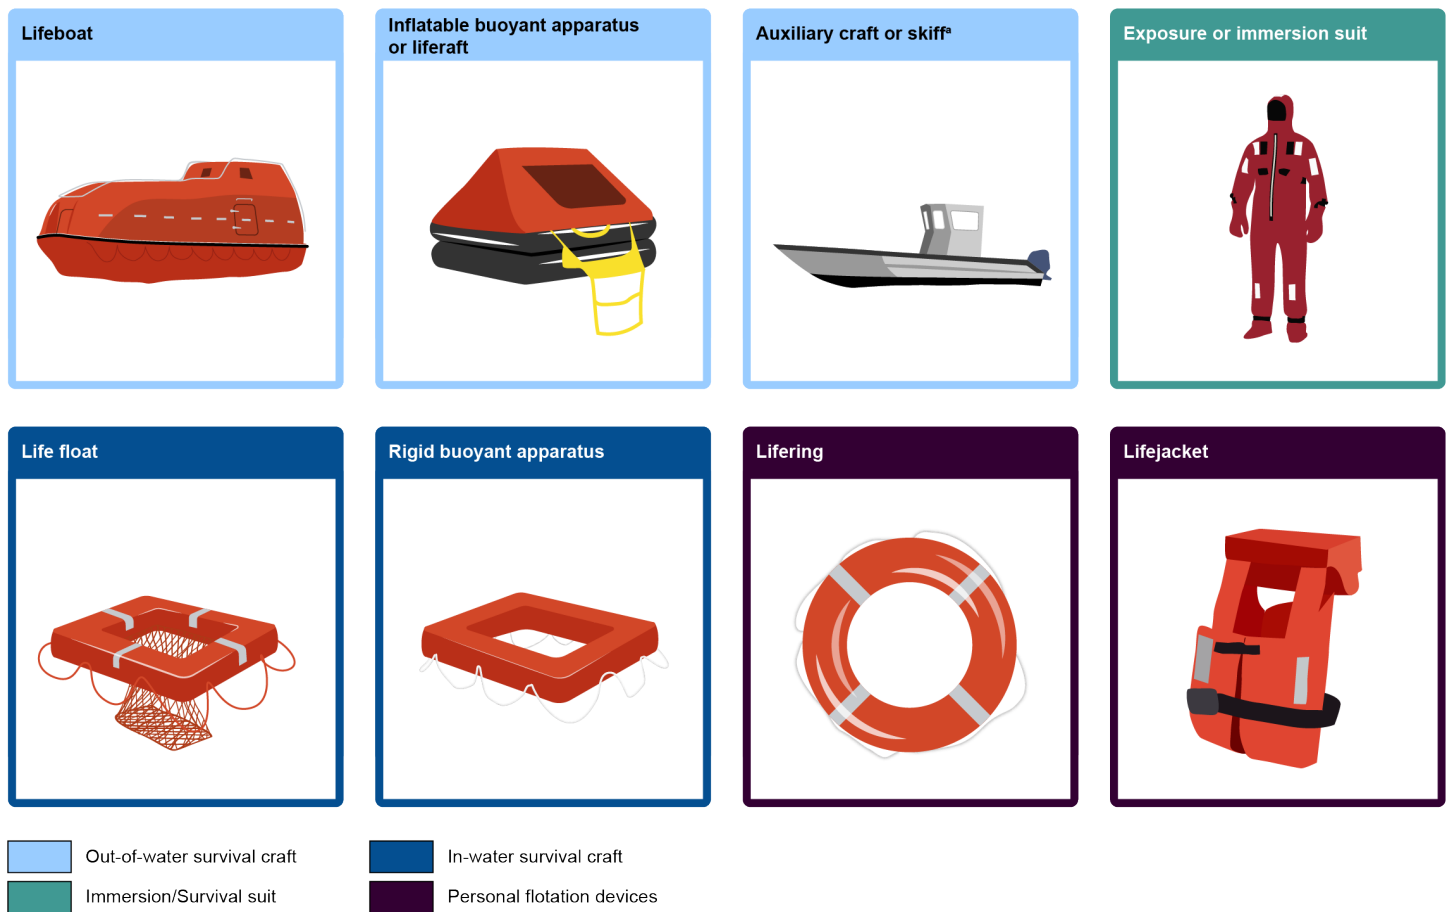 Lifeboat
Inflatable buoyant apparatus
or liferaft
Auxiliary craft or skiffª
Exposure or immersion suit
Life float
Rigid buoyant apparatus
Lifering
Lifejacket
Out-of-water survival craft
In-water survival craft
Immersion/Survival suit
Personal flotation devices